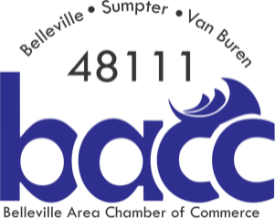 Belleville • Sumpter • Van Buren
48111
bacc
Belleville Area Chamber of Commerce